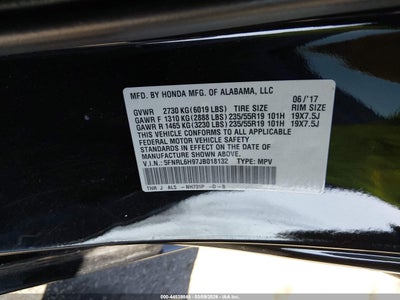 MFD. BY HONDA MFG. OF ALABAMA, LLC
06/'17
GVWR 2730 KG (6019 LBS) TIRE SIZE RIM SIZE
GAWR F 1310 KG (2888 LBS) 235/55R19 101H 19X7.5J
GAWR R 1465 KG (3230 LBS) 235/55R19 101H 19X7.5J
THIS VEHICLE CONFORMS TO ALL APPLICABLE
FEDERAL MOTOR VEHICLE SAFETY STANDARDS
IN EFFECT ON THE DATE OF MANUFACTURE
SHOWN ABOVE.
V.I.N.: 5FNRL6H97JB018132 TYPE: MPV